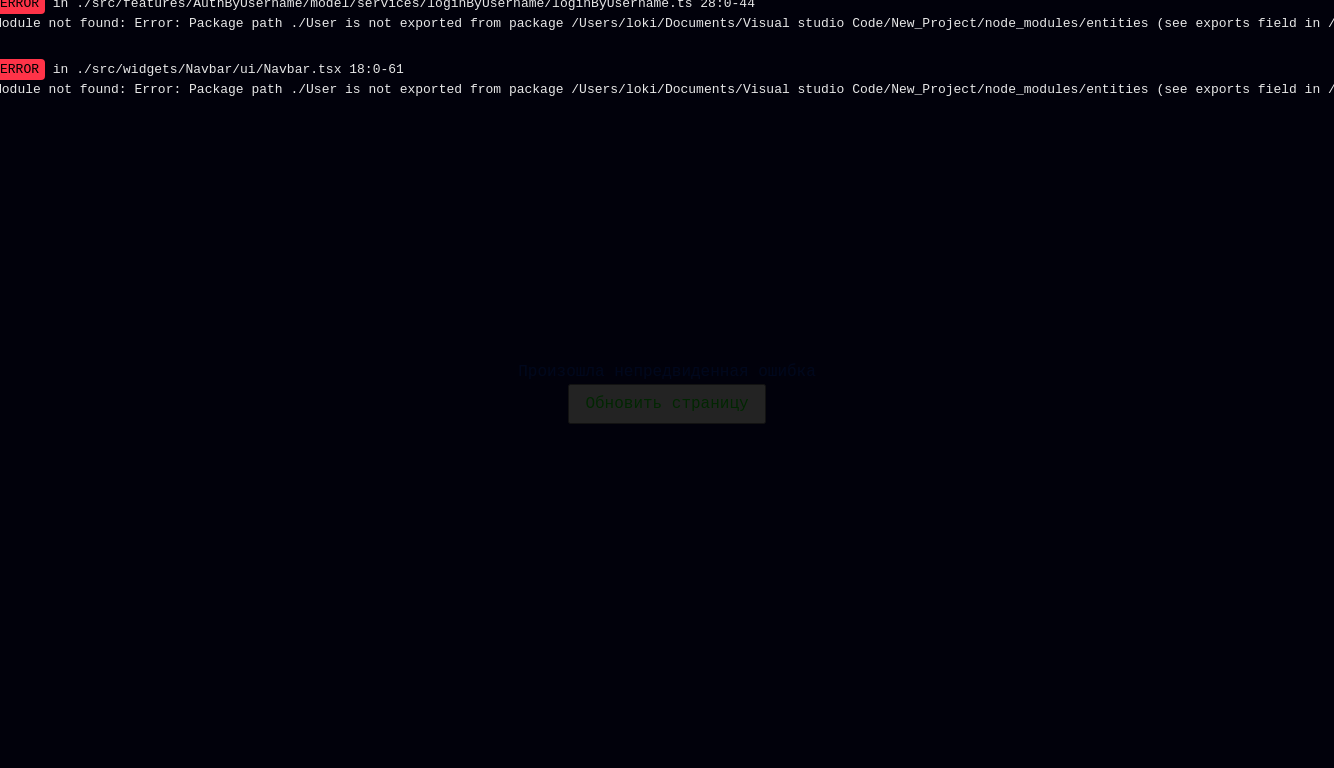 ERROR in ./src/features/AuthByUsername/model/services/loginByUsername/loginByUsername.ts 28:0-44
Module not found: Error: Package path ./User is not exported from package /Users/loki/Documents/Visual studio Code/New_Project/node_modules/entities (see exports field in /
ERROR in ./src/widgets/Navbar/ui/Navbar.tsx 18:0-61
Module not found: Error: Package path ./User is not exported from package /Users/loki/Documents/Visual studio Code/New_Project/node_modules/entities (see exports field in /
Произошла ошибка
Обновить страницу